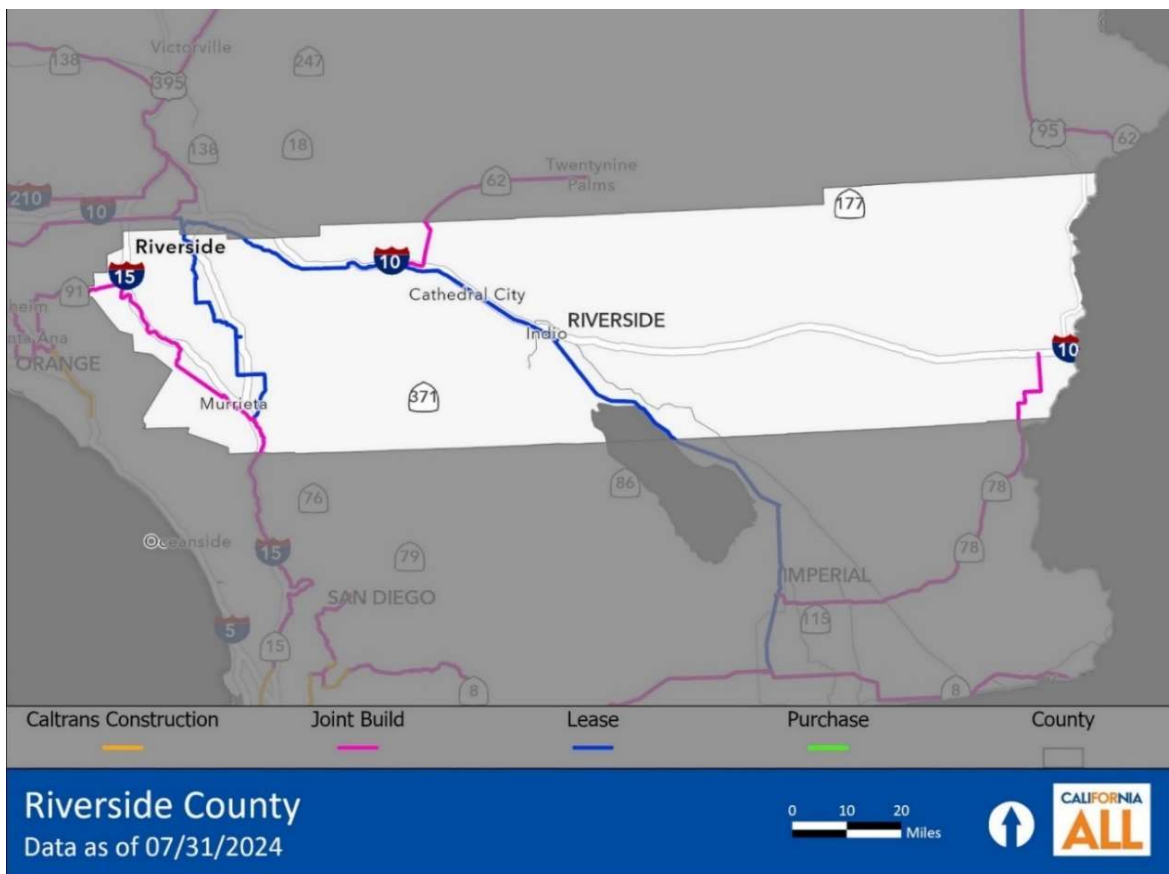 Victorville
138
247
395
138
18
95
62
Twentynine
Palms
62
210
10
177
Riverside
15
10
91
Cathedral City
heim
RIVERSIDE
Indio
nta Ana
ORANGE
10
371
Murrieta
76
86
78
Oceanside
15
79
78
IMPERIAL
SAN DIEGO
115
5
15
8
8
Caltrans Construction
Joint Build
Lease
Purchase
County
Riverside County
Data as of 07/31/2024
0 10 20
Miles
CALIFORNIA
ALL